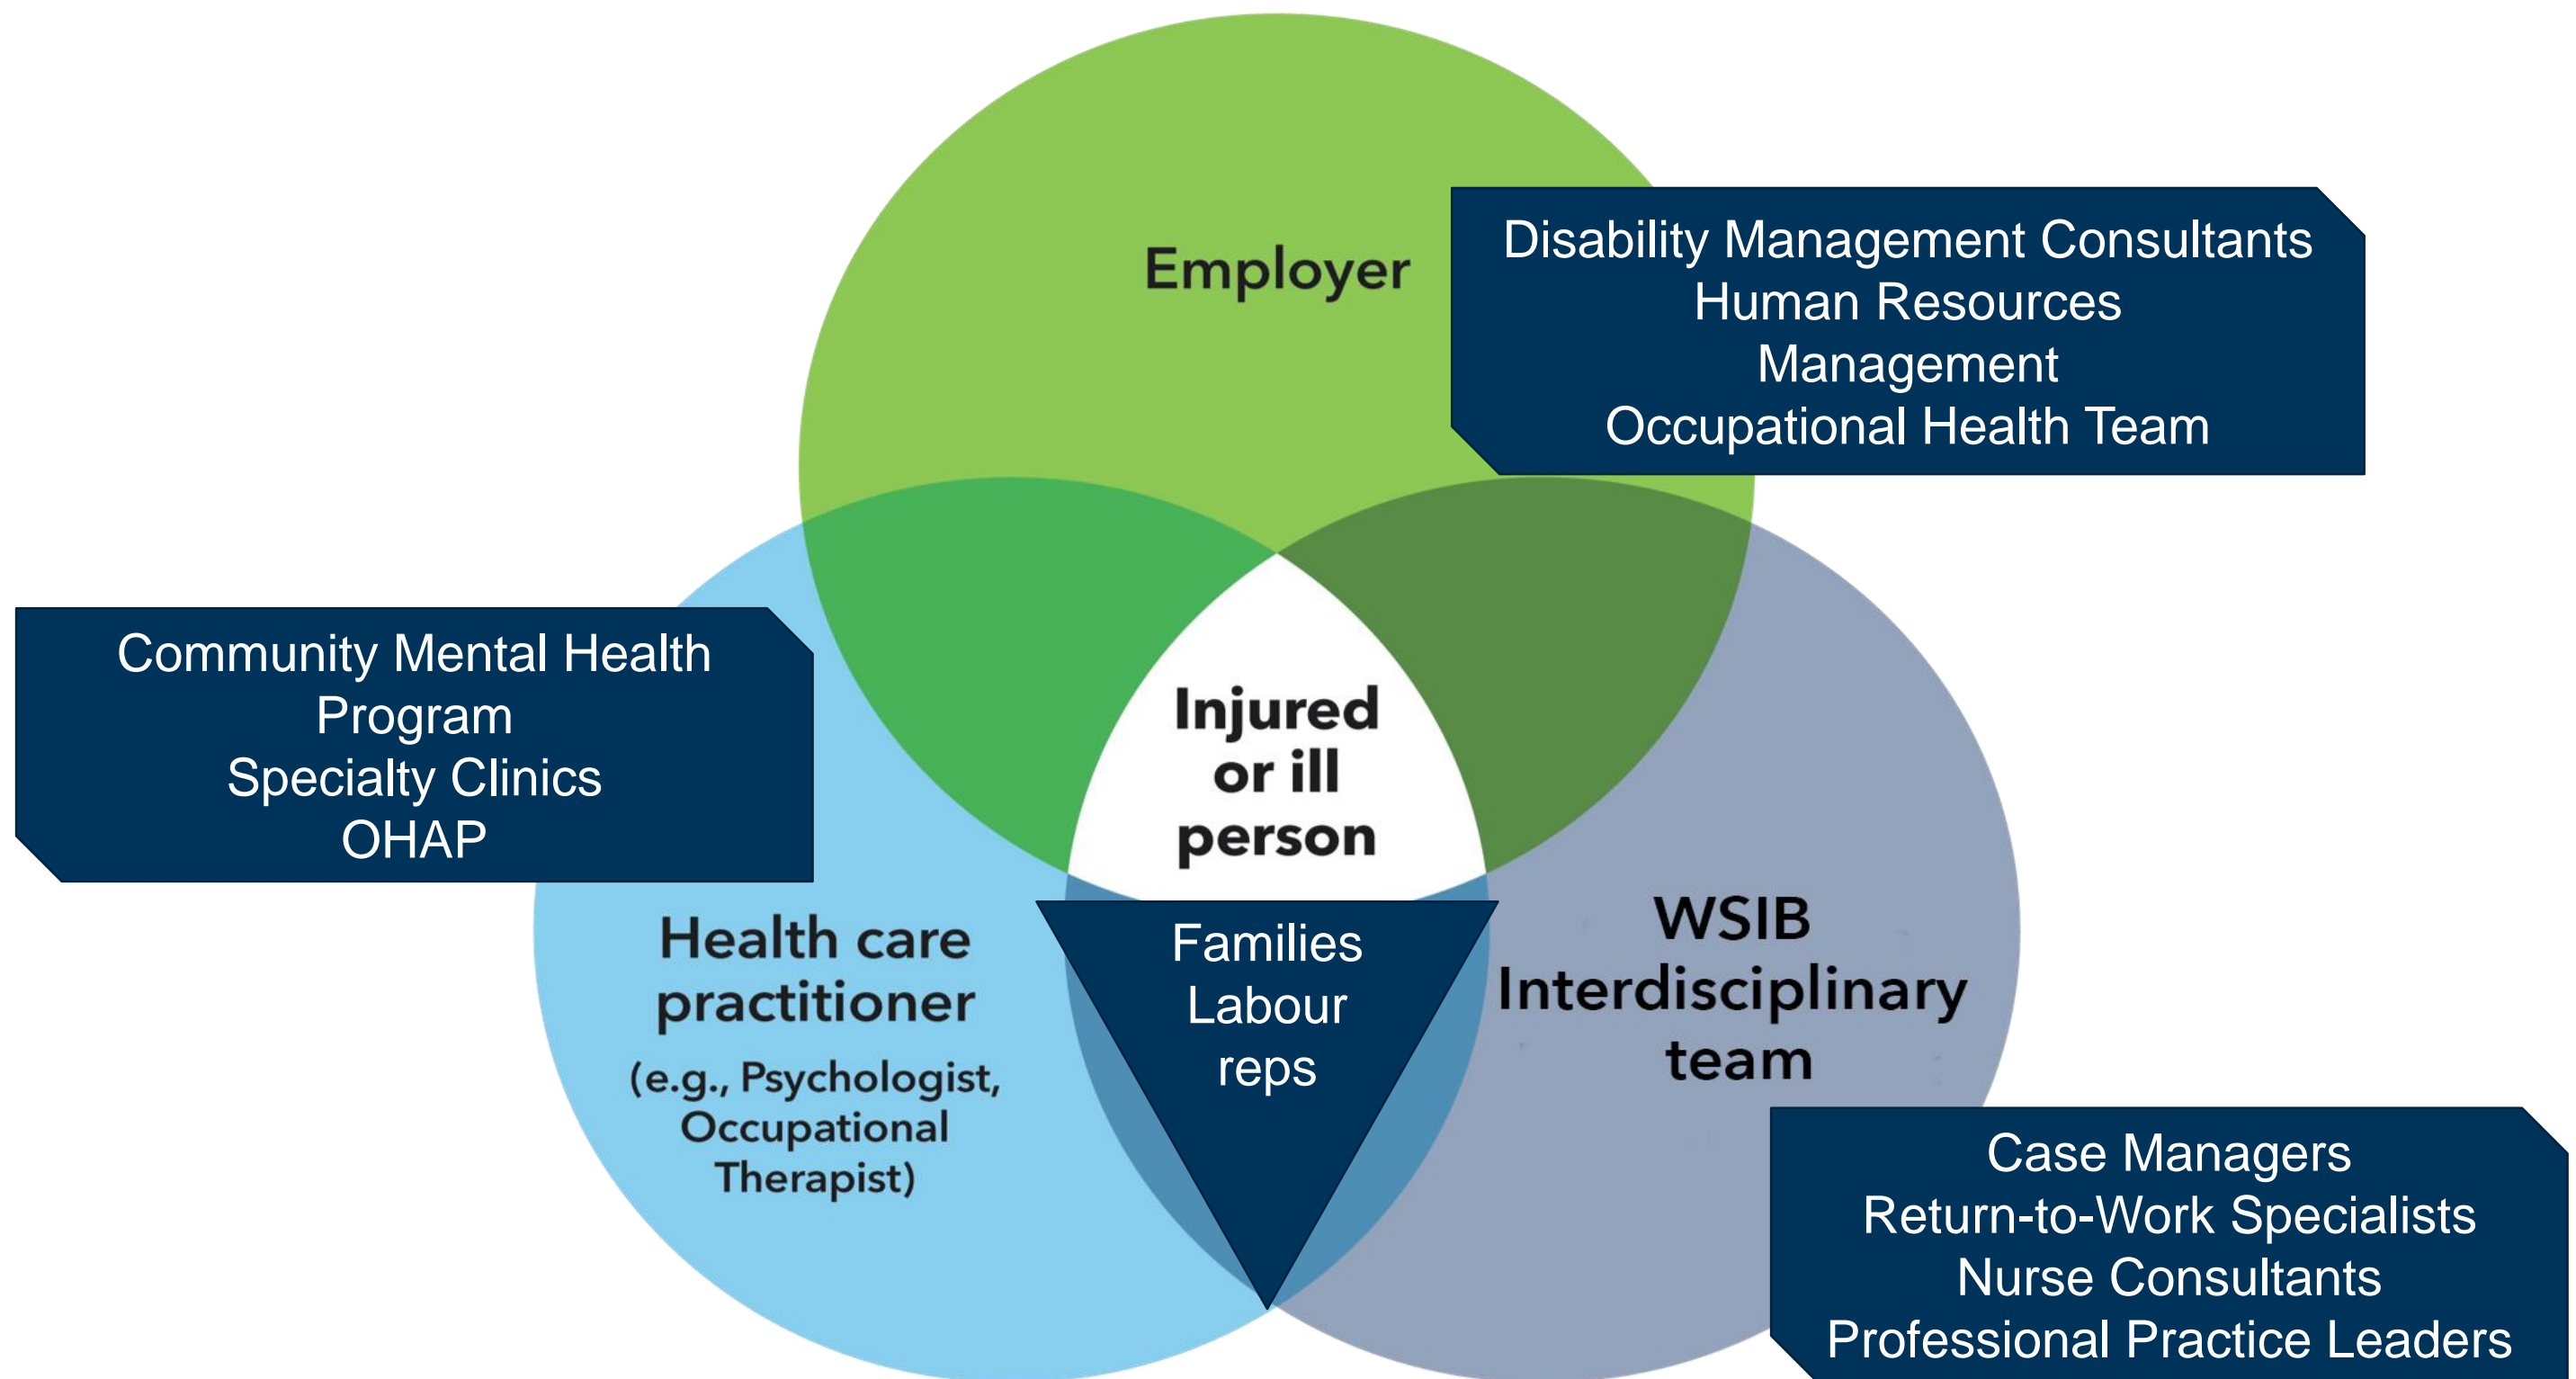 Employer
Disability Management Consultants
Human Resources
Management
Occupational Health Team
Community Mental Health
Program
Specialty Clinics
OHAP
Injured
or ill
person
Health care
practitioner
(e.g., Psychologist,
Occupational
Therapist)
Families
Labour
reps
WSIB
Interdisciplinary
team
Case Managers
Return-to-Work Specialists
Nurse Consultants
Professional Practice Leaders